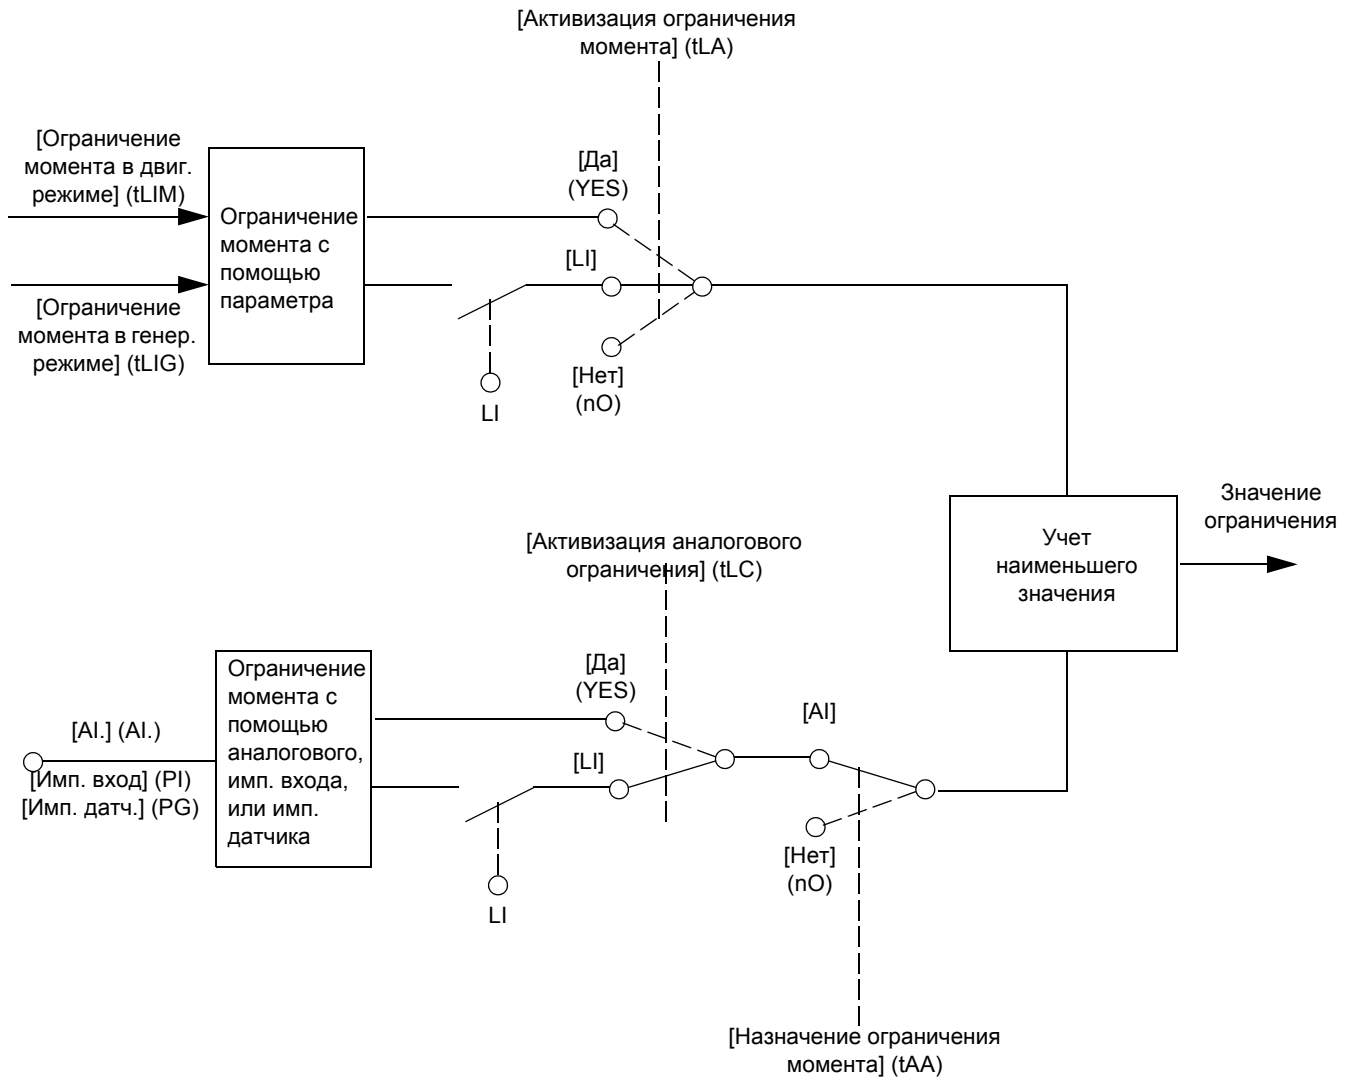 [Активизация ограничения
момента] (tLA)
[Ограничение
момента в двиг.
режиме] (tLIM)
[Да]
(YES)
Ограничение
момента с
помощью
параметра
[LI]
[Ограничение
момента в генер.
режиме] (tLIG)
[Нет]
(nO)
LI
Значение
ограничения
Учет
наименьшего
значения
[Активизация аналогового
ограничения] (tLC)
Ограничение
момента с
помощью
аналогового,
имп. входа,
или имп.
датчика
[Да]
(YES)
[AI]
[AI.] (AI.)
[Имп. вход] (PI)
[Имп. датч.] (PG)
[LI]
[Нет]
(nO)
LI
[Назначение ограничения
момента] (tAA)